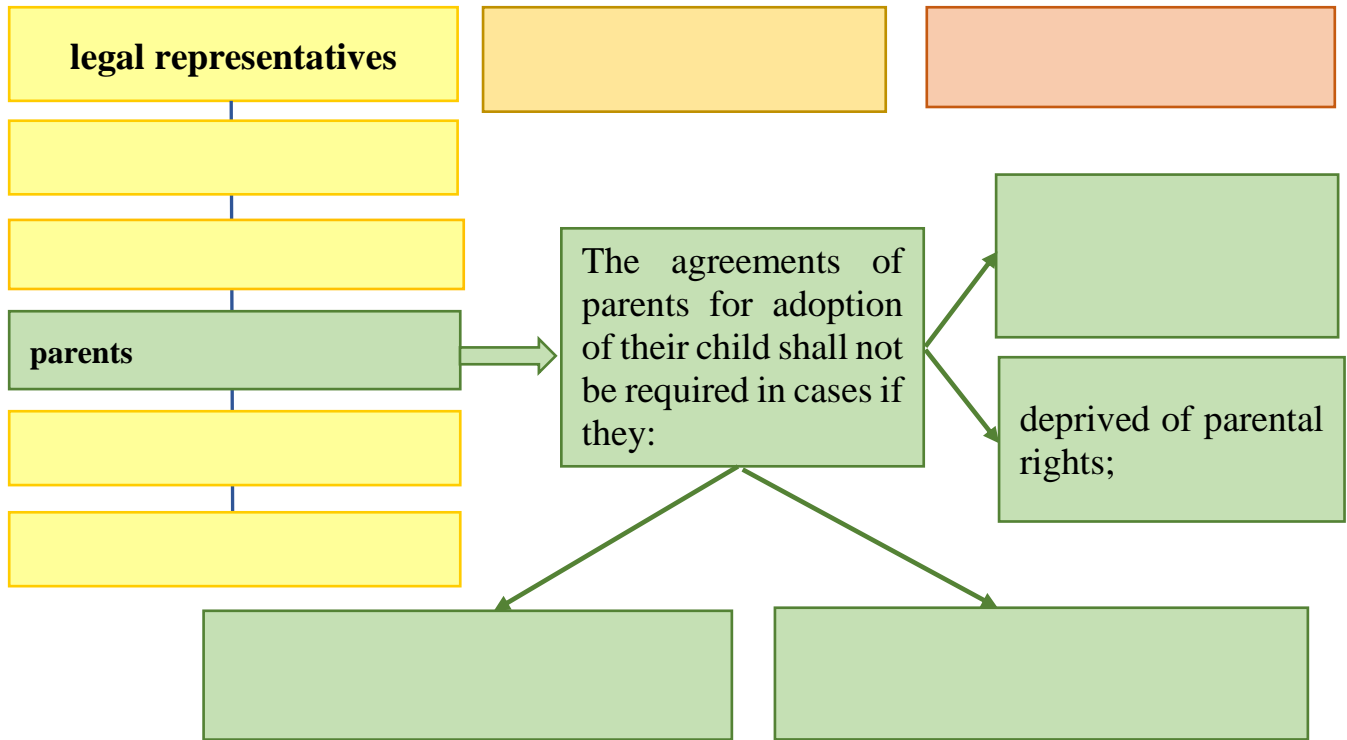 legal representatives
parents
The agreements of
parents for adoption
of their child shall not
be required in cases if
they:
deprived of parental
rights;